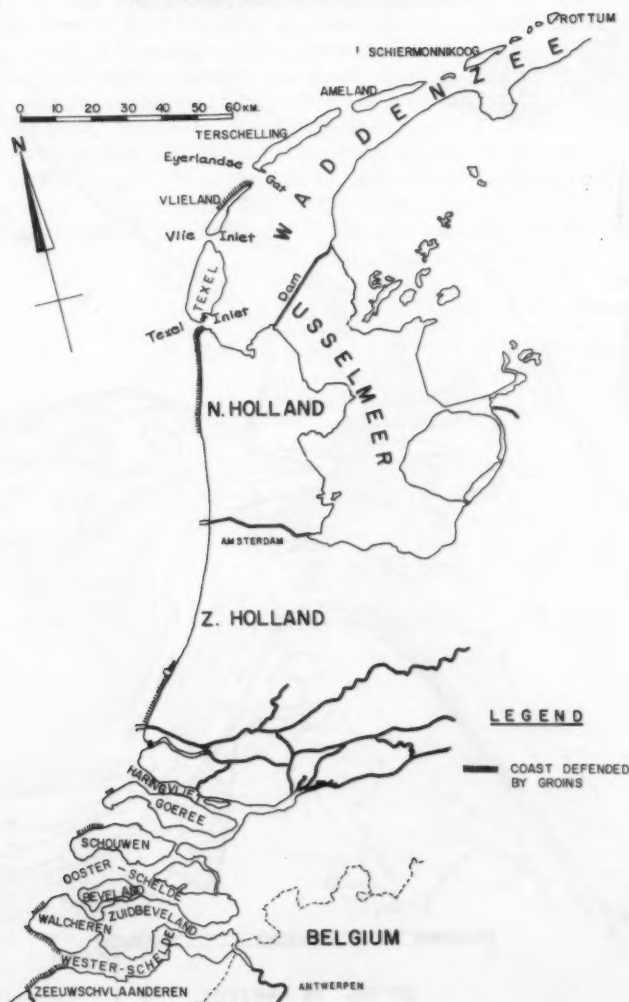 ROTTUM
SCHIERMONNIKOOG
WADDENZEE
AMELAND
0 10 20 30 40 50 60 KM.
TERSCHELLING
N
Eyerlandse Gat
VLIELAND
Vlie Inlet
TEXEL
Dam
Texel Inlet
IJSSELMEER
N. HOLLAND
AMSTERDAM
Z. HOLLAND
LEGEND
COAST DEFENDED
BY GROINS
HARINGVLIET
GOEREE
SCHOUWEN
OOSTER-SCHELDE
BEVELAND
ZUIDBEVELAND
WALCHEREN
BELGIUM
WESTER-SCHELDE
ANTWERPEN
ZEEUWSCHVLAANDEREN